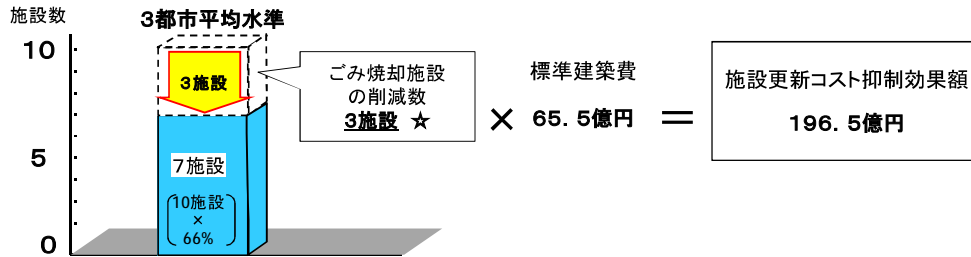 施設数
3都市平均水準
10
5
0
3施設
7施設
10施設
×
66%
ごみ焼却施設
の削減数
3施設 ☆
×
標準建築費
65.5億円
＝
施設更新コスト抑制効果額
196.5億円